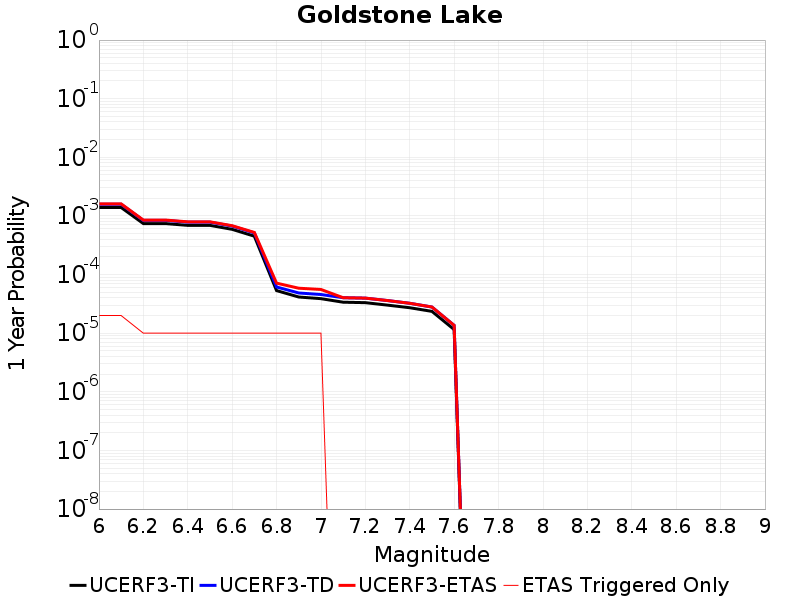 Goldstone Lake
10^0
10^-1
10^-2
10^-3
10^-4
10^-5
10^-6
10^-7
10^-8
1 Year Probability
6 6.2 6.4 6.6 6.8 7 7.2 7.4 7.6 7.8 8 8.2 8.4 8.6 8.8 9
Magnitude
UCERF3-TI UCERF3-TD UCERF3-ETAS ETAS Triggered Only